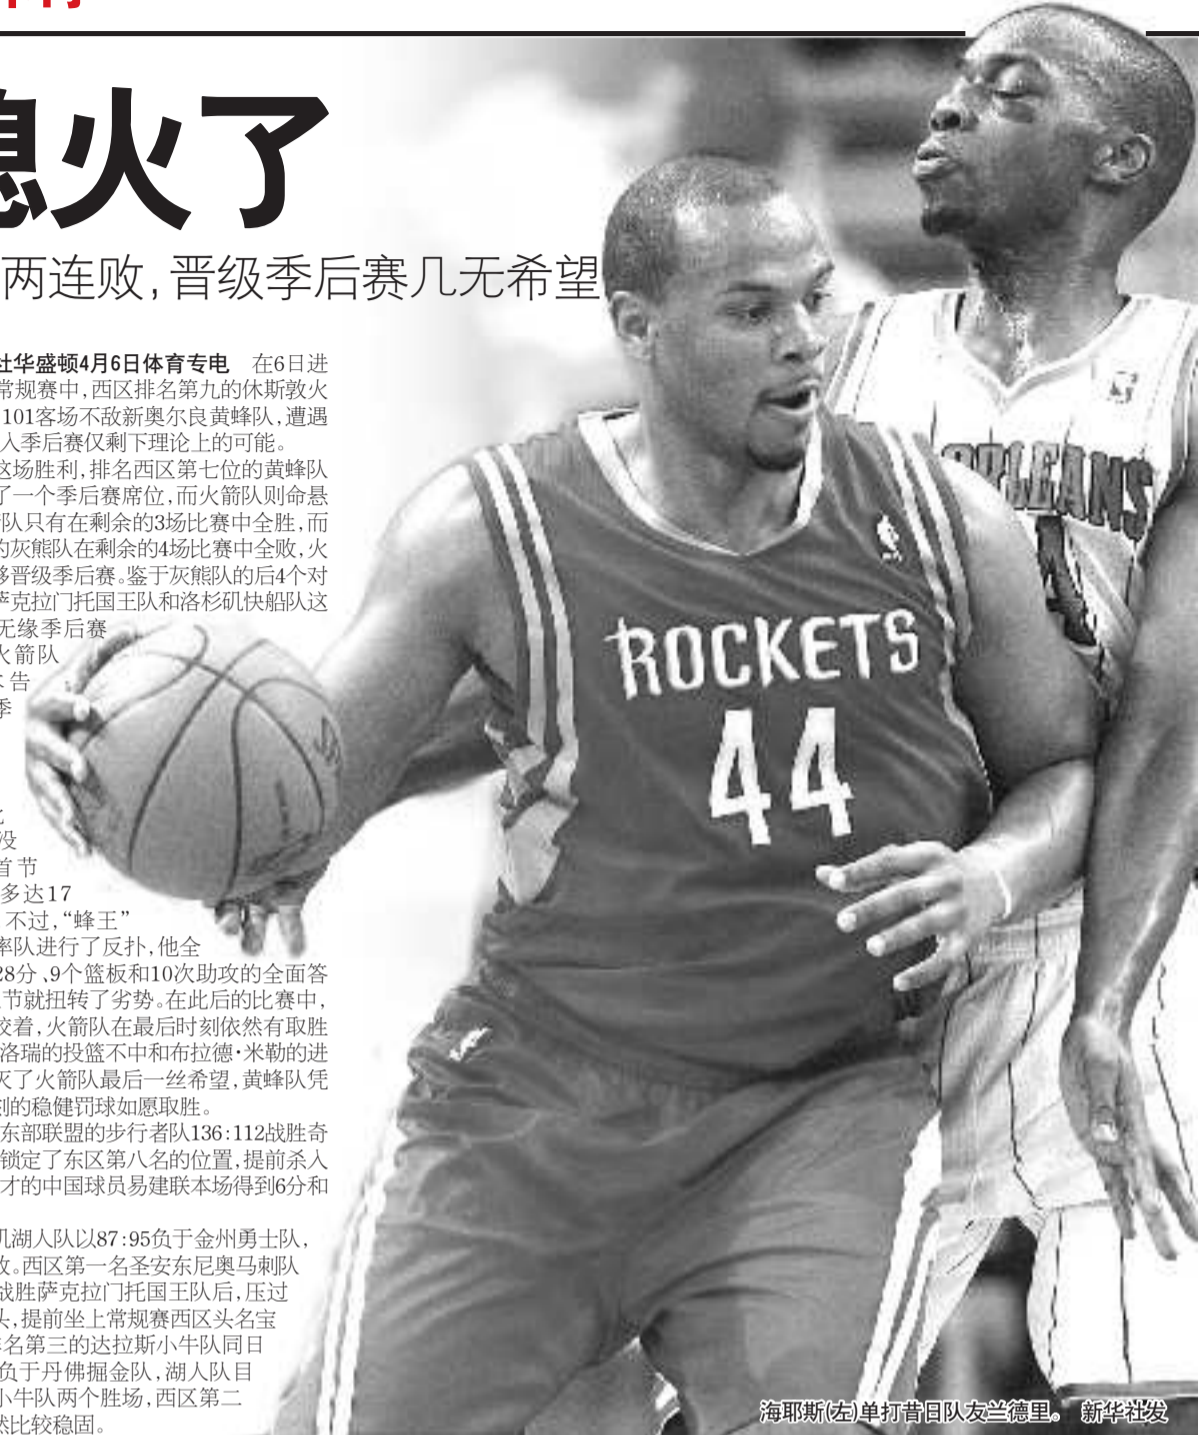 息火了
两连败,晋级季后赛几无希望
社华盛顿4月6日体育专电 在6日进
常规赛中,西区排名第九的休斯敦火
101客场不敌新奥尔良黄蜂队,遭遇
入季后赛仅剩下理论上的可能。
这场胜利,排名西区第七位的黄蜂队
了一个季后赛席位,而火箭队则命悬
队只有在剩余的3场比赛中全胜,而
的灰熊队在剩余的4场比赛中全败,火
够晋级季后赛。鉴于灰熊队的后4个对
萨克拉门托国王队和洛杉矶快船队这
无缘季后赛
火箭队
告
季
没
首节
多达17
不过,“蜂王”
率队进行了反扑,他全
28分、9个篮板和10次助攻的全面答
节就扭转了劣势。在此后的比赛中,
胶着,火箭队在最后时刻依然有取胜
洛瑞的投篮不中和布拉德·米勒的进
灭了火箭队最后一丝希望,黄蜂队凭
刻的稳健罚球如愿取胜。
东部联盟的步行者队136:112战胜奇
锁定了东区第八名的位置,提前杀入
才的中国球员易建联本场得到6分和
机湖人队以87:95负于金州勇士队,
败。西区第一名圣安东尼奥马刺队
战胜萨克拉门托国王队后,压过
头,提前坐上常规赛西区头名宝
排名第三的达拉斯小牛队同日
负于丹佛掘金队,湖人队目
小牛队两个胜场,西区第二
然比较稳固。
ORLEANS
ROCKETS
44
海耶斯(左)单打昔日队友兰德里。 新华社发